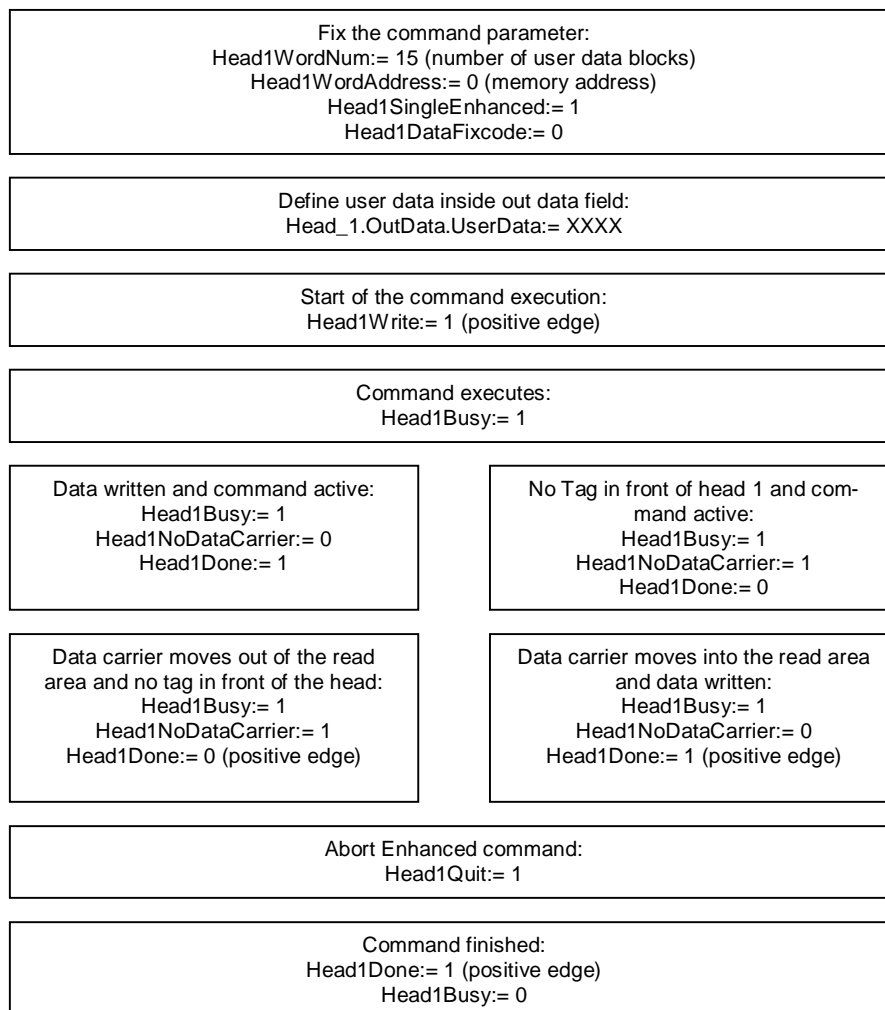 Fix the command parameter:
Head1WordNum:= 15 (number of user data blocks)
Head1WordAddress:= 0 (memory address)
Head1SingleEnhanced:= 1
Head1DataFixcode:= 0
Define user data inside out data field:
Head_1.OutData.UserData:= XXXX
Start of the command execution:
Head1Write:= 1 (positive edge)
Command executes:
Head1Busy:= 1
Data written and command active:
Head1Busy:= 1
Head1NoDataCarrier:= 0
Head1Done:= 1
No Tag in front of head 1 and com-
mand active:
Head1Busy:= 1
Head1NoDataCarrier:= 1
Head1Done:= 0
Data carrier moves out of the read
area and no tag in front of the head:
Head1Busy:= 1
Head1NoDataCarrier:= 1
Head1Done:= 0 (positive edge)
Data carrier moves into the read area
and data written:
Head1Busy:= 1
Head1NoDataCarrier:= 0
Head1Done:= 1 (positive edge)
Abort Enhanced command:
Head1Quit:= 1
Command finished:
Head1Done:= 1 (positive edge)
Head1Busy:= 0